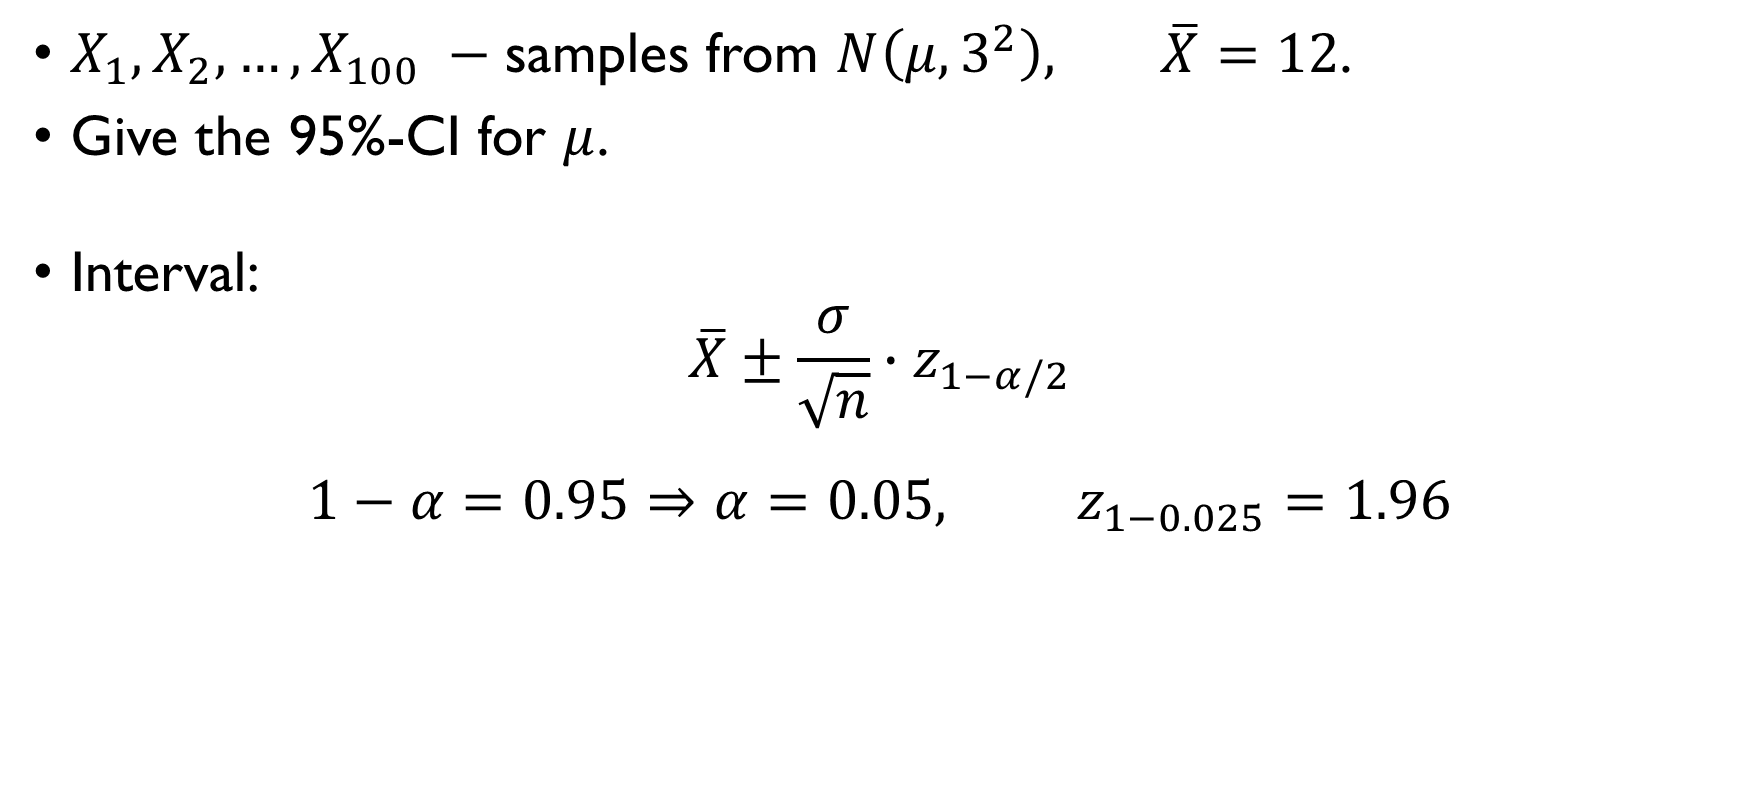 • X₁, X₂, …, X₁₀₀ – samples from N(μ, 3²), X̄ = 12.
• Give the 95%-CI for μ.
• Interval:
X̄ ± σ/√n · z₁₋α/₂
1 − α = 0.95 ⇒ α = 0.05, z₁₋₀.₀₂₅ = 1.96